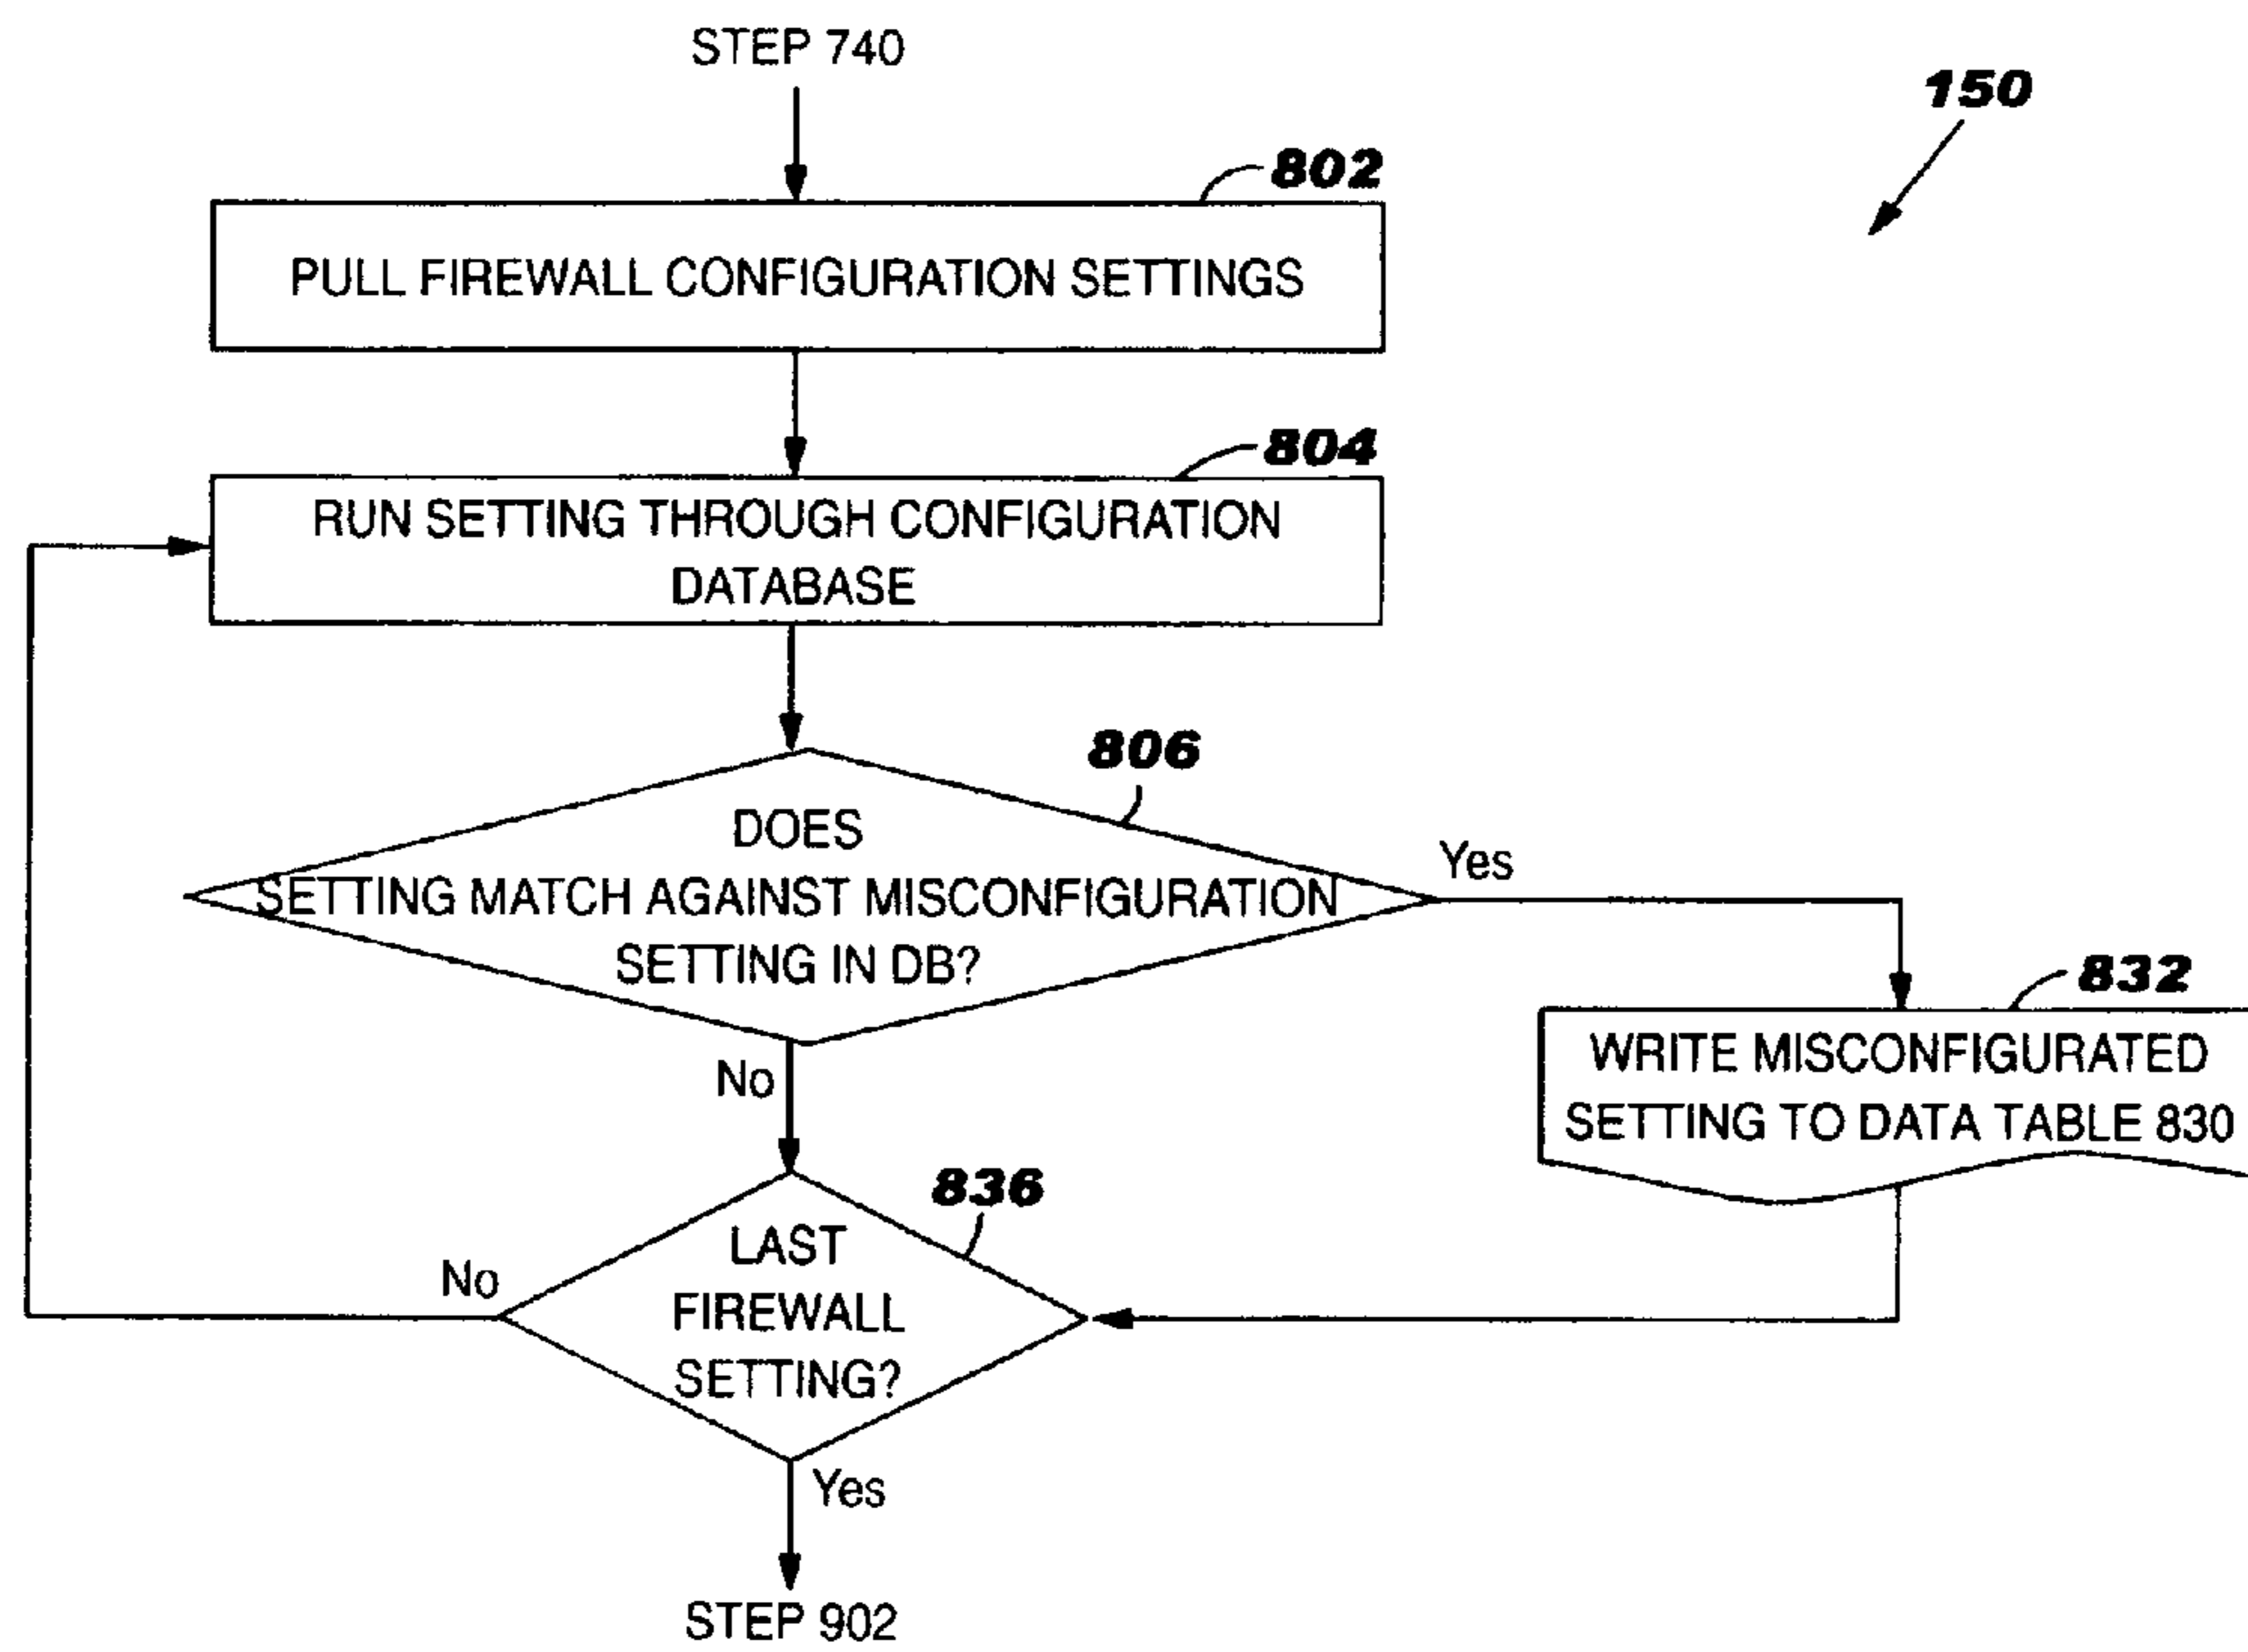 STEP 740
150
802
PULL FIREWALL CONFIGURATION SETTINGS
804
RUN SETTING THROUGH CONFIGURATION
DATABASE
806
DOES
SETTING MATCH AGAINST MISCONFIGURATION
SETTING IN DB?
Yes
832
WRITE MISCONFIGURATED
SETTING TO DATA TABLE 830
No
836
LAST
FIREWALL
SETTING?
No
Yes
STEP 902